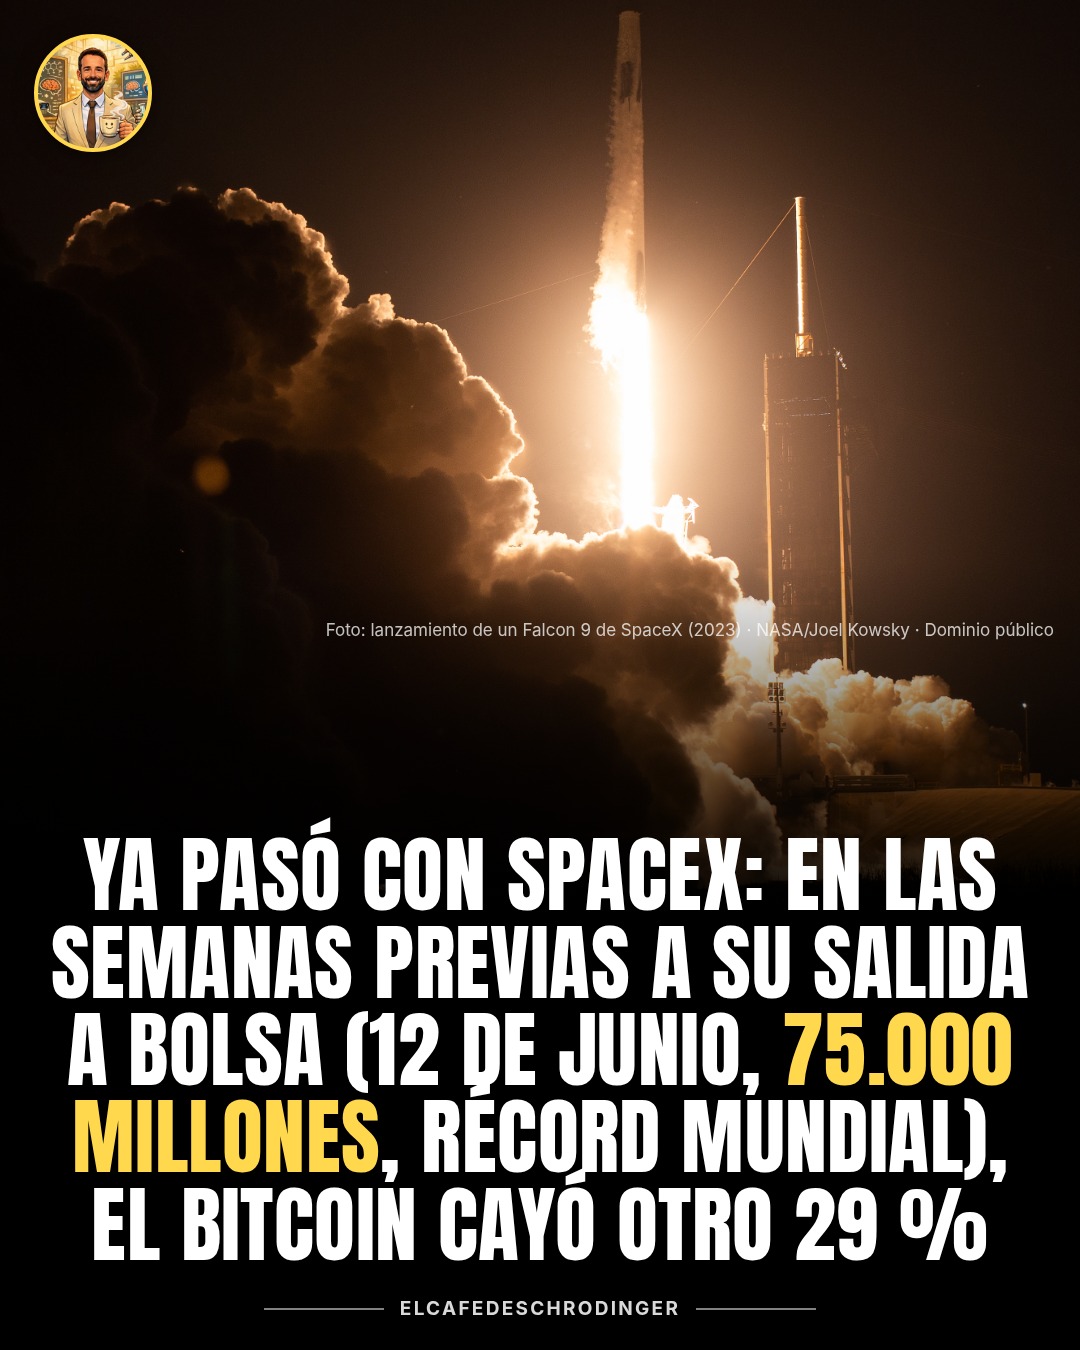 Foto: lanzamiento de un Falcon 9 de SpaceX (2023) · NASA/Joel Kowsky · Dominio público
YA PASÓ CON SPACEX: EN LAS
SEMANAS PREVIAS A SU SALIDA
A BOLSA (12 DE JUNIO, 75.000
MILLONES, RÉCORD MUNDIAL),
EL BITCOIN CAYÓ OTRO 29 %
ELCAFEDESCHRODINGER